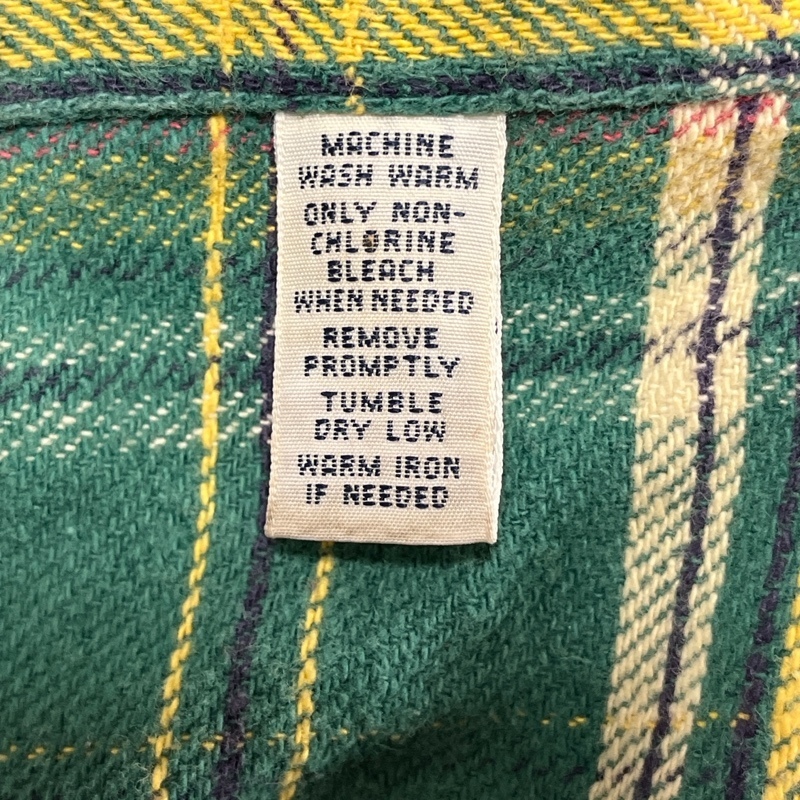 MACHINE
WASH WARM
ONLY NON-
CHLORINE
BLEACH
WHEN NEEDED
REMOVE
PROMPTLY
TUMBLE
DRY LOW
WARM IRON
IF NEEDED